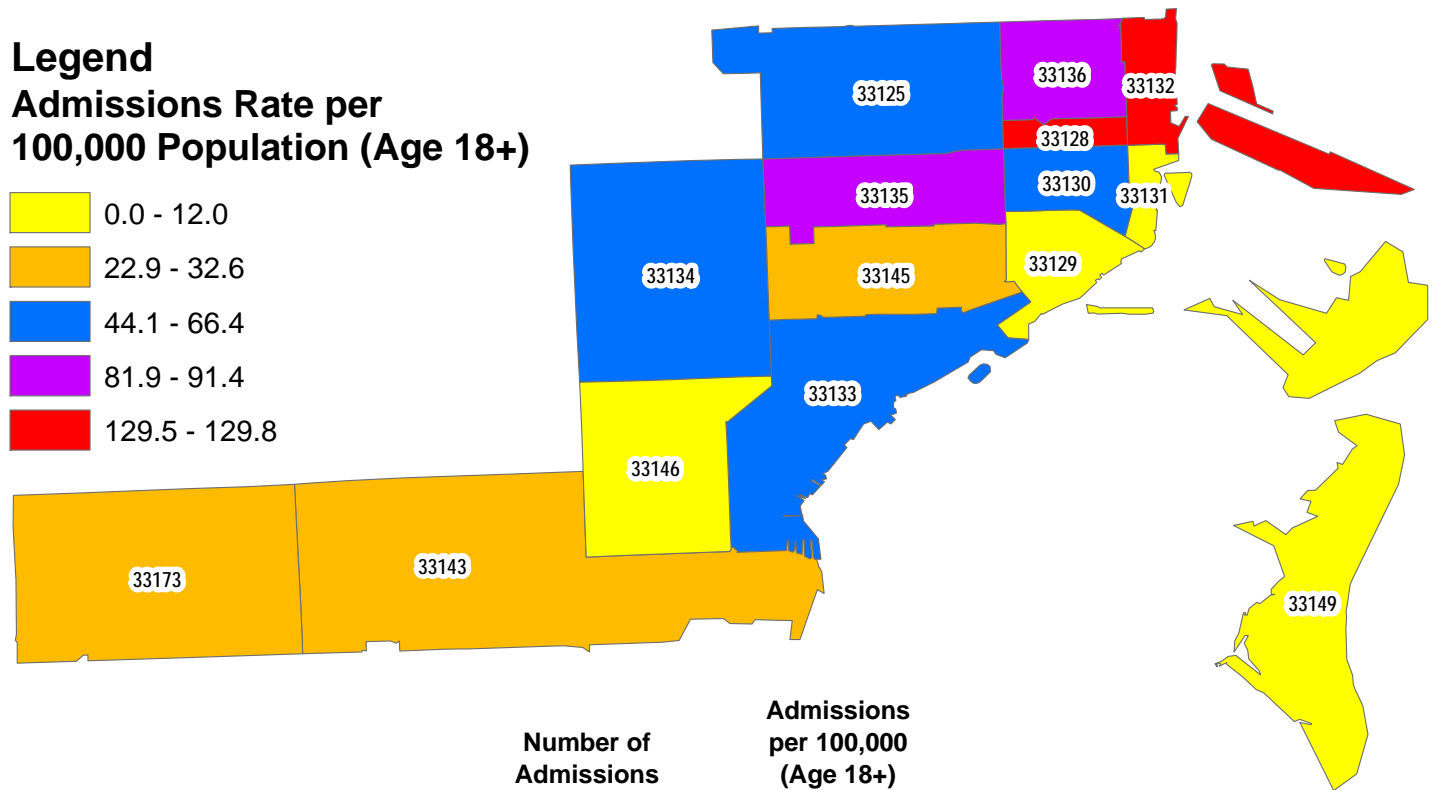 Legend
Admissions Rate per
100,000 Population (Age 18+)
0.0 - 12.0
22.9 - 32.6
44.1 - 66.4
81.9 - 91.4
129.5 - 129.8
33136
33132
33125
33128
33130
33135
33131
33129
33134
33145
33133
33146
33143
33173
33149
Number of
Admissions
Admissions
per 100,000
(Age 18+)